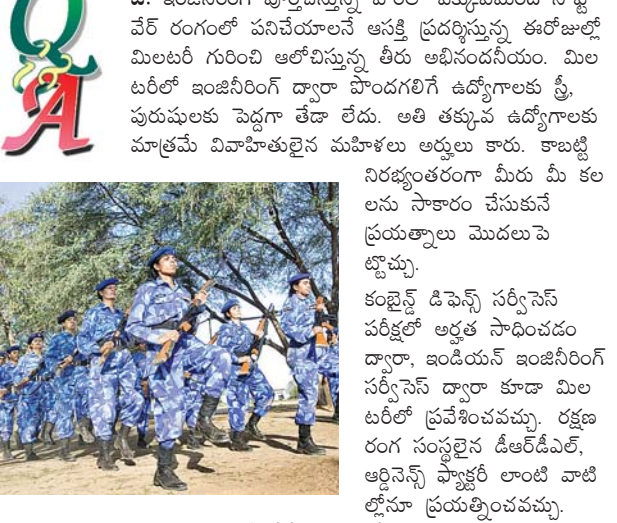 Q
&
A
వేర్ రంగంలో పనిచేయాలనే ఆసక్తి ప్రదర్శిస్తున్న ఈరోజుల్లో
మిలటరీ గురించి ఆలోచిస్తున్న తీరు అభినందనీయం. మిల
టరీలో ఇంజినీరింగ్ ద్వారా పొందగలిగే ఉద్యోగాలకు స్త్రీ,
పురుషులకు పెద్దగా తేడా లేదు. అతి తక్కువ ఉద్యోగాలకు
మాత్రమే వివాహితులైన మహిళలు అర్హులు కారు. కాబట్టి
నిరభ్యంతరంగా మీరు మీ కల
లను సాకారం చేసుకునే
ప్రయత్నాలు మొదలుపె
ట్టొచ్చు.
కంబైన్డ్ డిఫెన్స్ సర్వీసెస్
పరీక్షలో అర్హత సాధించడం
ద్వారా, ఇండియన్ ఇంజినీరింగ్
సర్వీసెస్ ద్వారా కూడా మిల
టరీలో ప్రవేశించవచ్చు. రక్షణ
రంగ సంస్థలైన డీఆర్‌డీఎల్,
ఆర్డినెన్స్ ఫ్యాక్టరీ లాంటి వాటి
ల్లోనూ ప్రయత్నించవచ్చు.